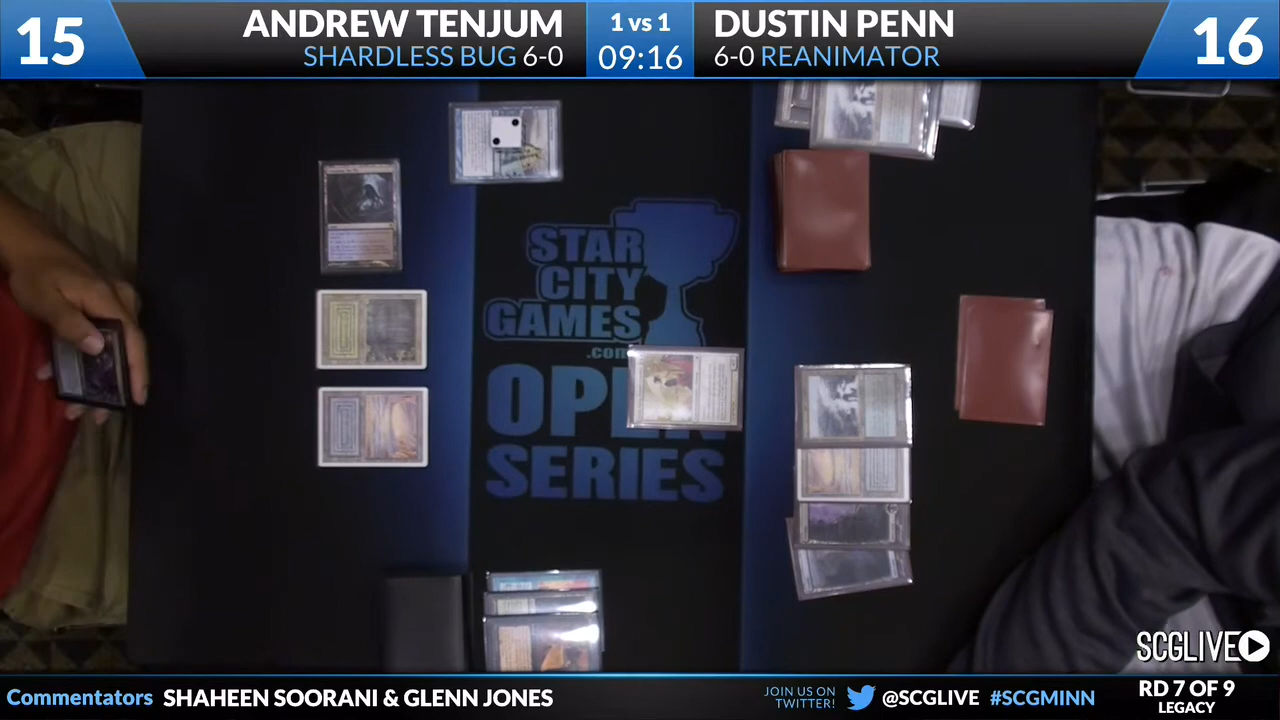 15
ANDREW TENJUM
SHARDLESS BUG 6-0
1 vs 1
09:16
DUSTIN PENN
6-0 REANIMATOR
16
STAR
CITY
GAMES
.com
OPEN
SERIES
SCGLIVE
Commentators SHAHEEN SOORANI & GLENN JONES
JOIN US ON
TWITTER!
@SCGLIVE #SCGMINN
RD 7 OF 9
LEGACY